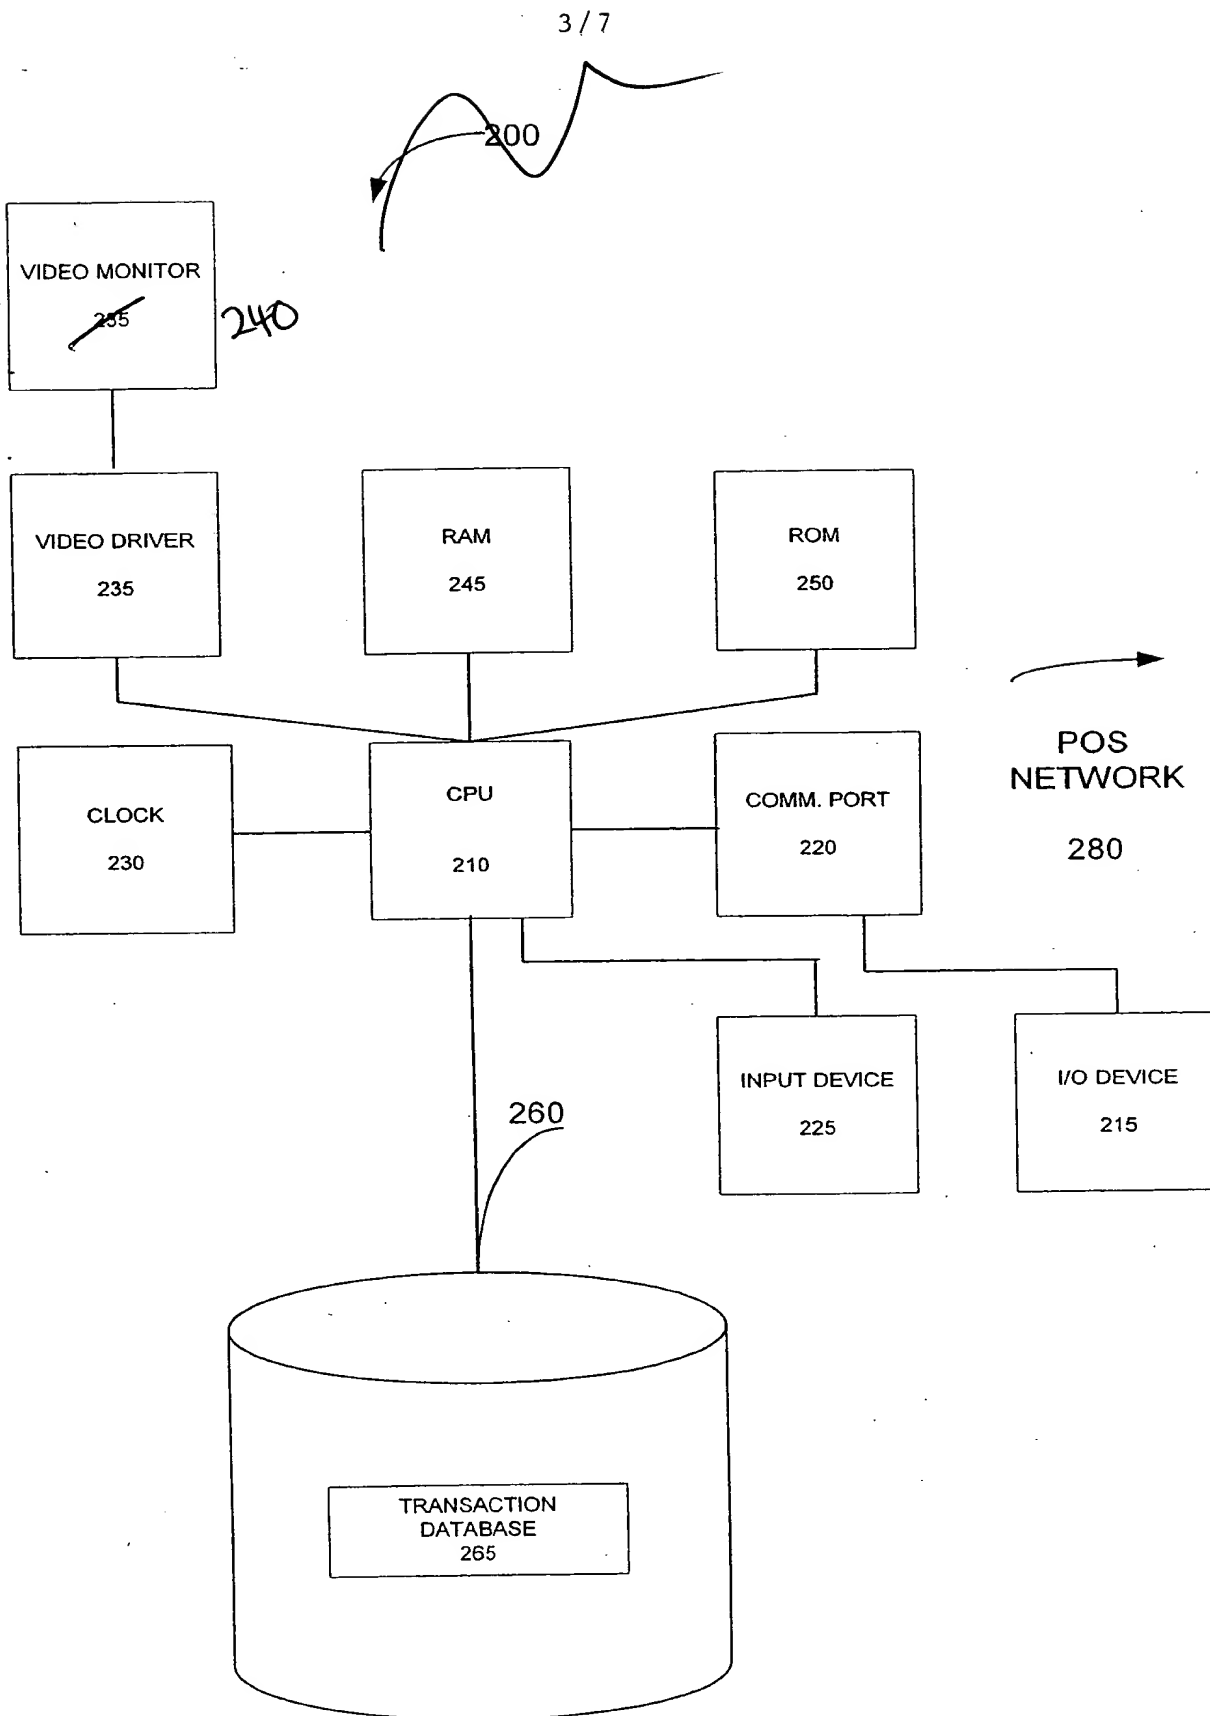 3/7
200
VIDEO MONITOR
235
240
VIDEO DRIVER
235
RAM
245
ROM
250
CLOCK
230
CPU
210
COMM. PORT
220
POS
NETWORK
280
INPUT DEVICE
225
I/O DEVICE
215
260
TRANSACTION
DATABASE
265